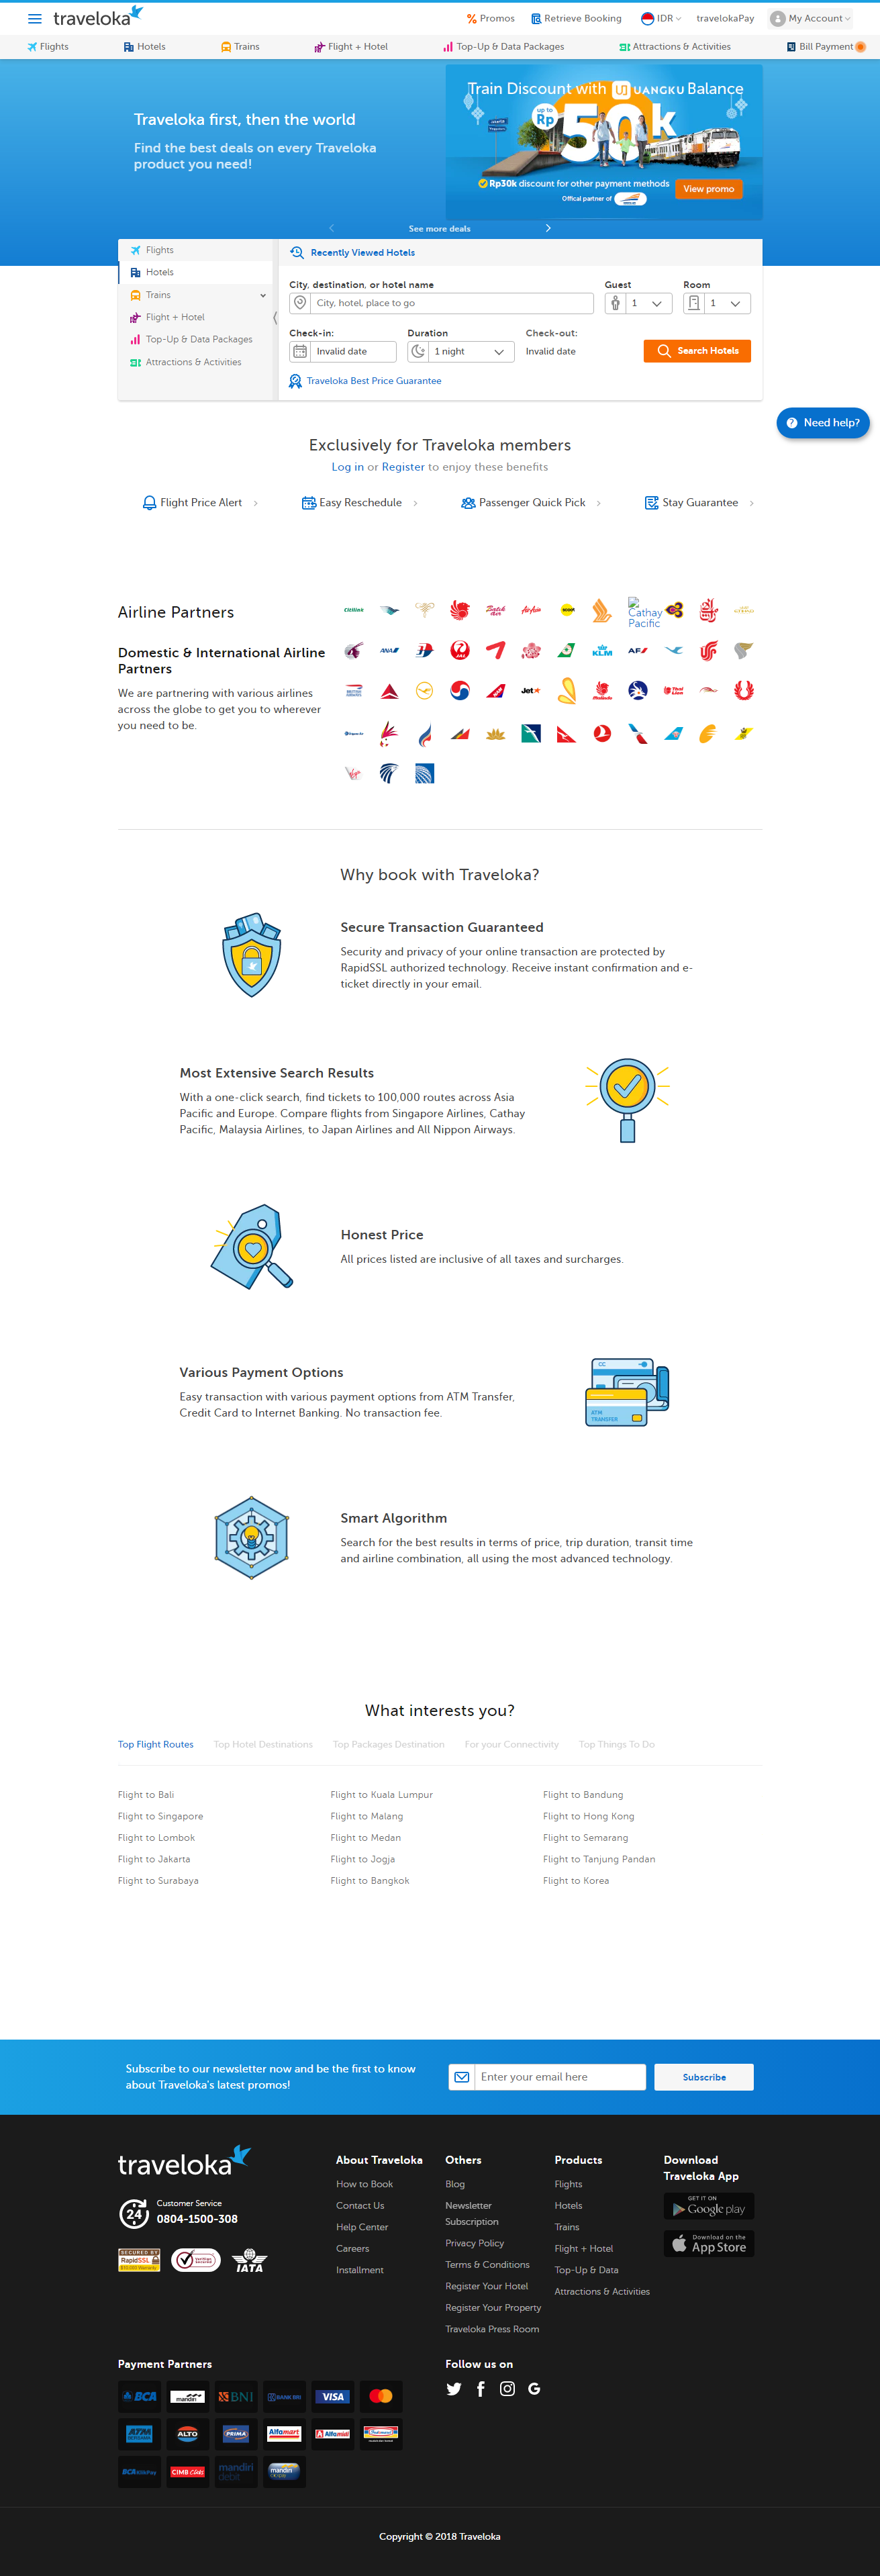 traveloka
Promos
Retrieve Booking
IDR
travelokaPay
My Account
Flights
Hotels
Trains
Flight + Hotel
Top-Up & Data Packages
Attractions & Activities
Bill Payment
Traveloka first, then the world
Find the best deals on every Traveloka
product you need!
Train Discount with UANGKU Balance
up to
Rp 50k
Rp30k discount for other payment methods
Offical partner of
View promo
See more deals
Flights
Hotels
Trains
Flight + Hotel
Top-Up & Data Packages
Attractions & Activities
Recently Viewed Hotels
City, destination, or hotel name
Guest
Room
City, hotel, place to go
1
1
Check-in:
Duration
Check-out:
Invalid date
1 night
Invalid date
Search Hotels
Traveloka Best Price Guarantee
Need help?
Exclusively for Traveloka members
Log in or Register to enjoy these benefits
Flight Price Alert
Easy Reschedule
Passenger Quick Pick
Stay Guarantee
Airline Partners
Domestic & International Airline
Partners
We are partnering with various airlines
across the globe to get you to wherever
you need to be.
Citilink
Batik Air
AirAsia
scoot
Cathay
Pacific
ANA
KLM
AF
Jet
Why book with Traveloka?
Secure Transaction Guaranteed
Security and privacy of your online transaction are protected by
RapidSSL authorized technology. Receive instant confirmation and e-
ticket directly in your email.
Most Extensive Search Results
With a one-click search, find tickets to 100,000 routes across Asia
Pacific and Europe. Compare flights from Singapore Airlines, Cathay
Pacific, Malaysia Airlines, to Japan Airlines and All Nippon Airways.
Honest Price
All prices listed are inclusive of all taxes and surcharges.
Various Payment Options
Easy transaction with various payment options from ATM Transfer,
Credit Card to Internet Banking. No transaction fee.
CC
ATM
TRANSFER
Smart Algorithm
Search for the best results in terms of price, trip duration, transit time
and airline combination, all using the most advanced technology.
What interests you?
Top Flight Routes
Top Hotel Destinations
Top Packages Destination
For your Connectivity
Top Things To Do
Flight to Bali
Flight to Kuala Lumpur
Flight to Bandung
Flight to Singapore
Flight to Malang
Flight to Hong Kong
Flight to Lombok
Flight to Medan
Flight to Semarang
Flight to Jakarta
Flight to Jogja
Flight to Tanjung Pandan
Flight to Surabaya
Flight to Bangkok
Flight to Korea
Subscribe to our newsletter now and be the first to know
about Traveloka's latest promos!
Enter your email here
Subscribe
traveloka
24
Customer Service
0804-1500-308
SECURED BY
RapidSSL
IATA
About Traveloka
How to Book
Contact Us
Help Center
Careers
Installment
Others
Blog
Newsletter
Subscription
Privacy Policy
Terms & Conditions
Register Your Hotel
Register Your Property
Traveloka Press Room
Products
Flights
Hotels
Trains
Flight + Hotel
Top-Up & Data
Attractions & Activities
Download
Traveloka App
GET IT ON
Google play
Download on the
App Store
Payment Partners
BCA
mandiri
BNI
BANK BRI
VISA
ATM
BERSAMA
ALTO
PRIMA
Alfamart
Alfamidi
Indomaret
BCA KlikPay
CIMB Clicks
mandiri
debit
mandiri
Follow us on
Copyright © 2018 Traveloka